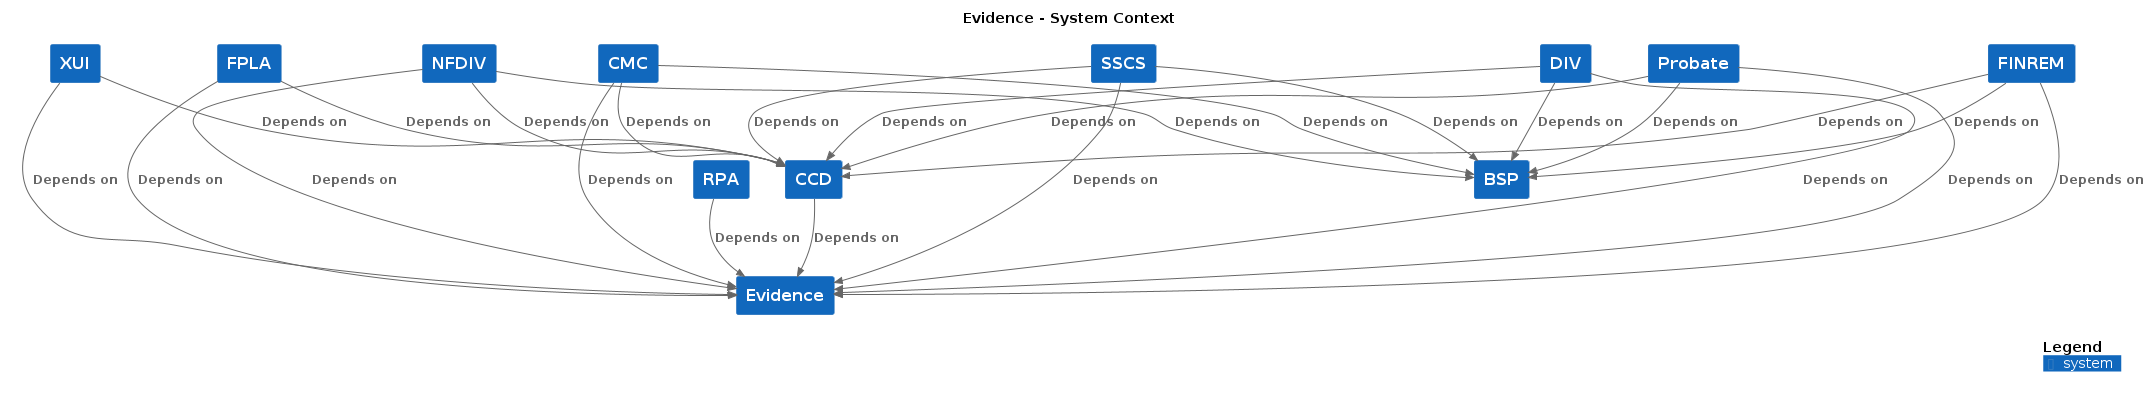 Evidence - System Context
XUI FPLA NFDIV CMC SSCS DIV Probate FINREM
Depends on Depends on Depends on Depends on Depends on Depends on Depends on Depends on Depends on Depends on Depends on Depends on Depends on Depends on
RPA CCD BSP
Depends on Depends on Depends on Depends on Depends on Depends on Depends on Depends on
Depends on Depends on
Evidence
Legend
system